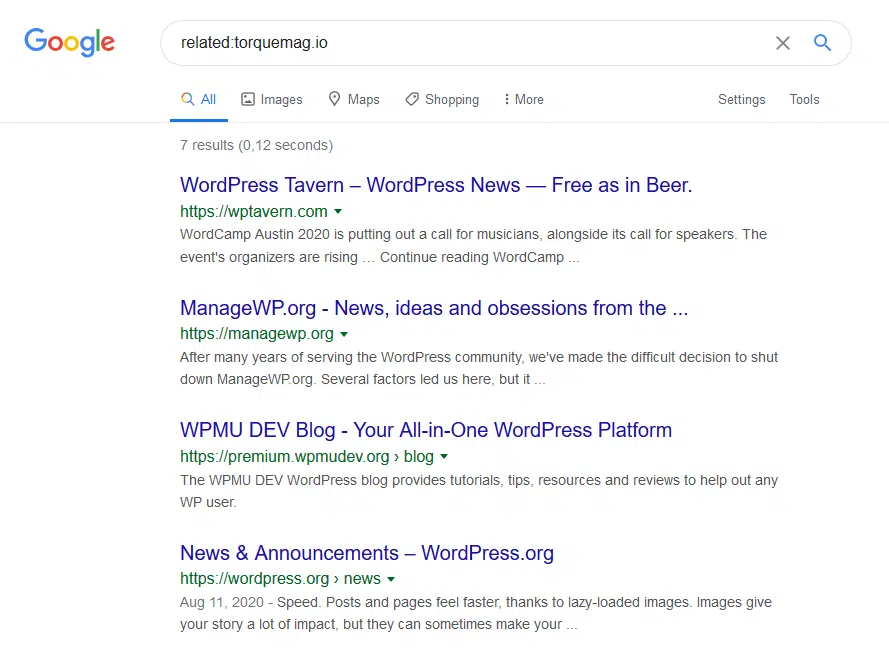 Google
related:torquemag.io
All Images Maps Shopping More Settings Tools
7 results (0,12 seconds)
WordPress Tavern – WordPress News — Free as in Beer.
https://wptavern.com
WordCamp Austin 2020 is putting out a call for musicians, alongside its call for speakers. The
event's organizers are rising … Continue reading WordCamp ...
ManageWP.org - News, ideas and obsessions from the ...
https://managewp.org
After many years of serving the WordPress community, we've made the difficult decision to shut
down ManageWP.org. Several factors led us here, but it ...
WPMU DEV Blog - Your All-in-One WordPress Platform
https://premium.wpmudev.org › blog
The WPMU DEV WordPress blog provides tutorials, tips, resources and reviews to help out any
WP user.
News & Announcements – WordPress.org
https://wordpress.org › news
Aug 11, 2020 - Speed. Posts and pages feel faster, thanks to lazy-loaded images. Images give
your story a lot of impact, but they can sometimes make your ...